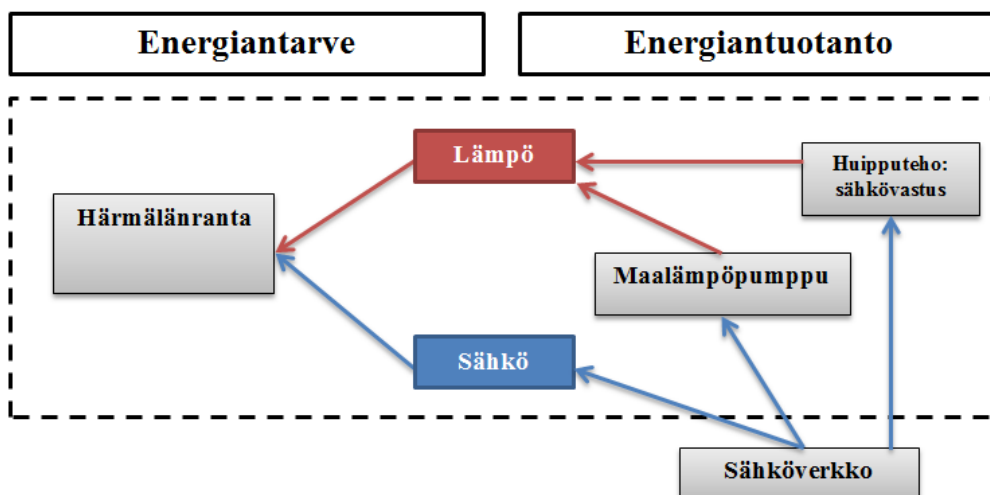 Energiantarve
Energiantuotanto
Lämpö
Huipputeho:
sähkövastus
Härmälänranta
Maalämpöpumppu
Sähkö
Sähköverkko